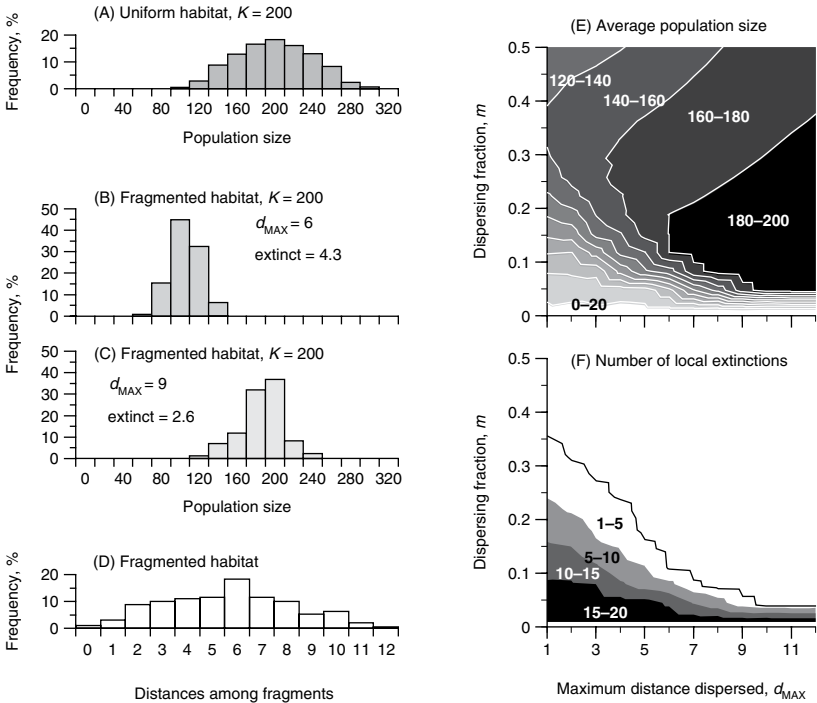 (A) Uniform habitat, K = 200
Frequency, %
20
10
0
0 40 80 120 160 200 240 280 320
Population size
(B) Fragmented habitat, K = 200
Frequency, %
50
40
30
20
10
0
dMAX = 6
extinct = 4.3
(C) Fragmented habitat, K = 200
50
40
30
20
10
0
dMAX = 9
extinct = 2.6
0 40 80 120 160 200 240 280 320
Population size
(D) Fragmented habitat
Frequency, %
20
10
0
0 1 2 3 4 5 6 7 8 9 10 11 12
Distances among fragments
(E) Average population size
Dispersing fraction, m
0.5
0.4
0.3
0.2
0.1
0
120–140
140–160
160–180
180–200
0–20
(F) Number of local extinctions
Dispersing fraction, m
0.5
0.4
0.3
0.2
0.1
0
1–5
5–10
10–15
15–20
1 3 5 7 9 11
Maximum distance dispersed, dMAX